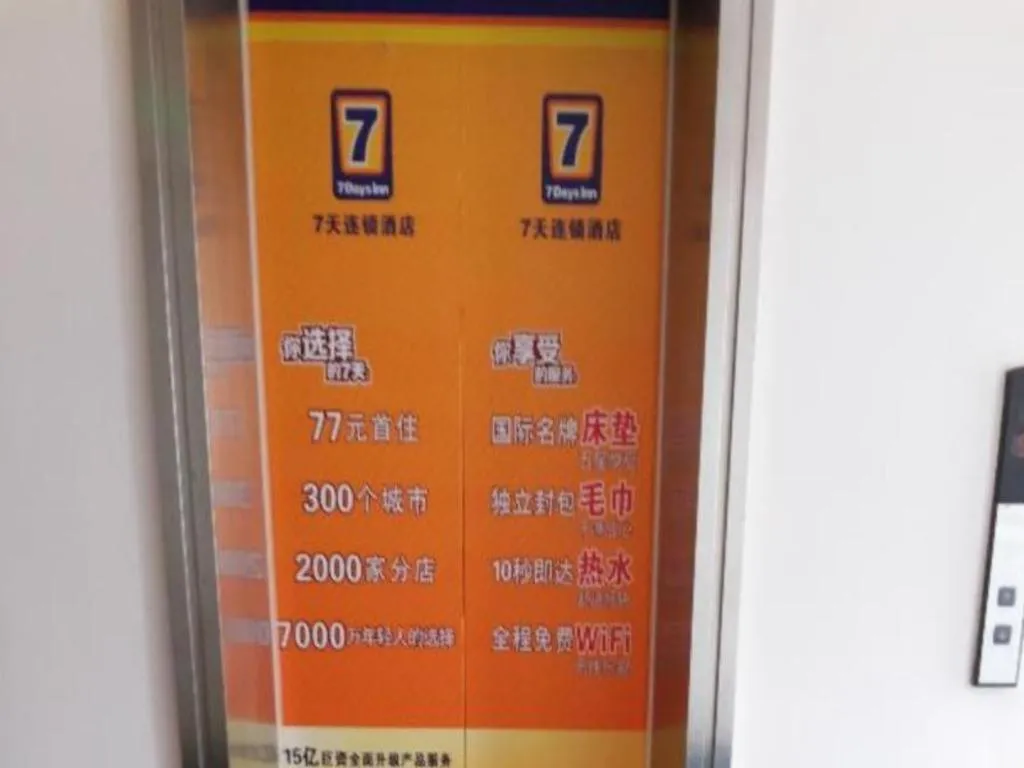 7
7Days Inn
7天连锁酒店
你选择
的7天
77元首住
300个城市
2000家分店
7000万年轻人的选择
15亿巨资全面升级产品服务
7
7Days Inn
7天连锁酒店
你享受
的服务
国际名牌床垫
独立封包毛巾
10秒即达热水
全程免费WiFi